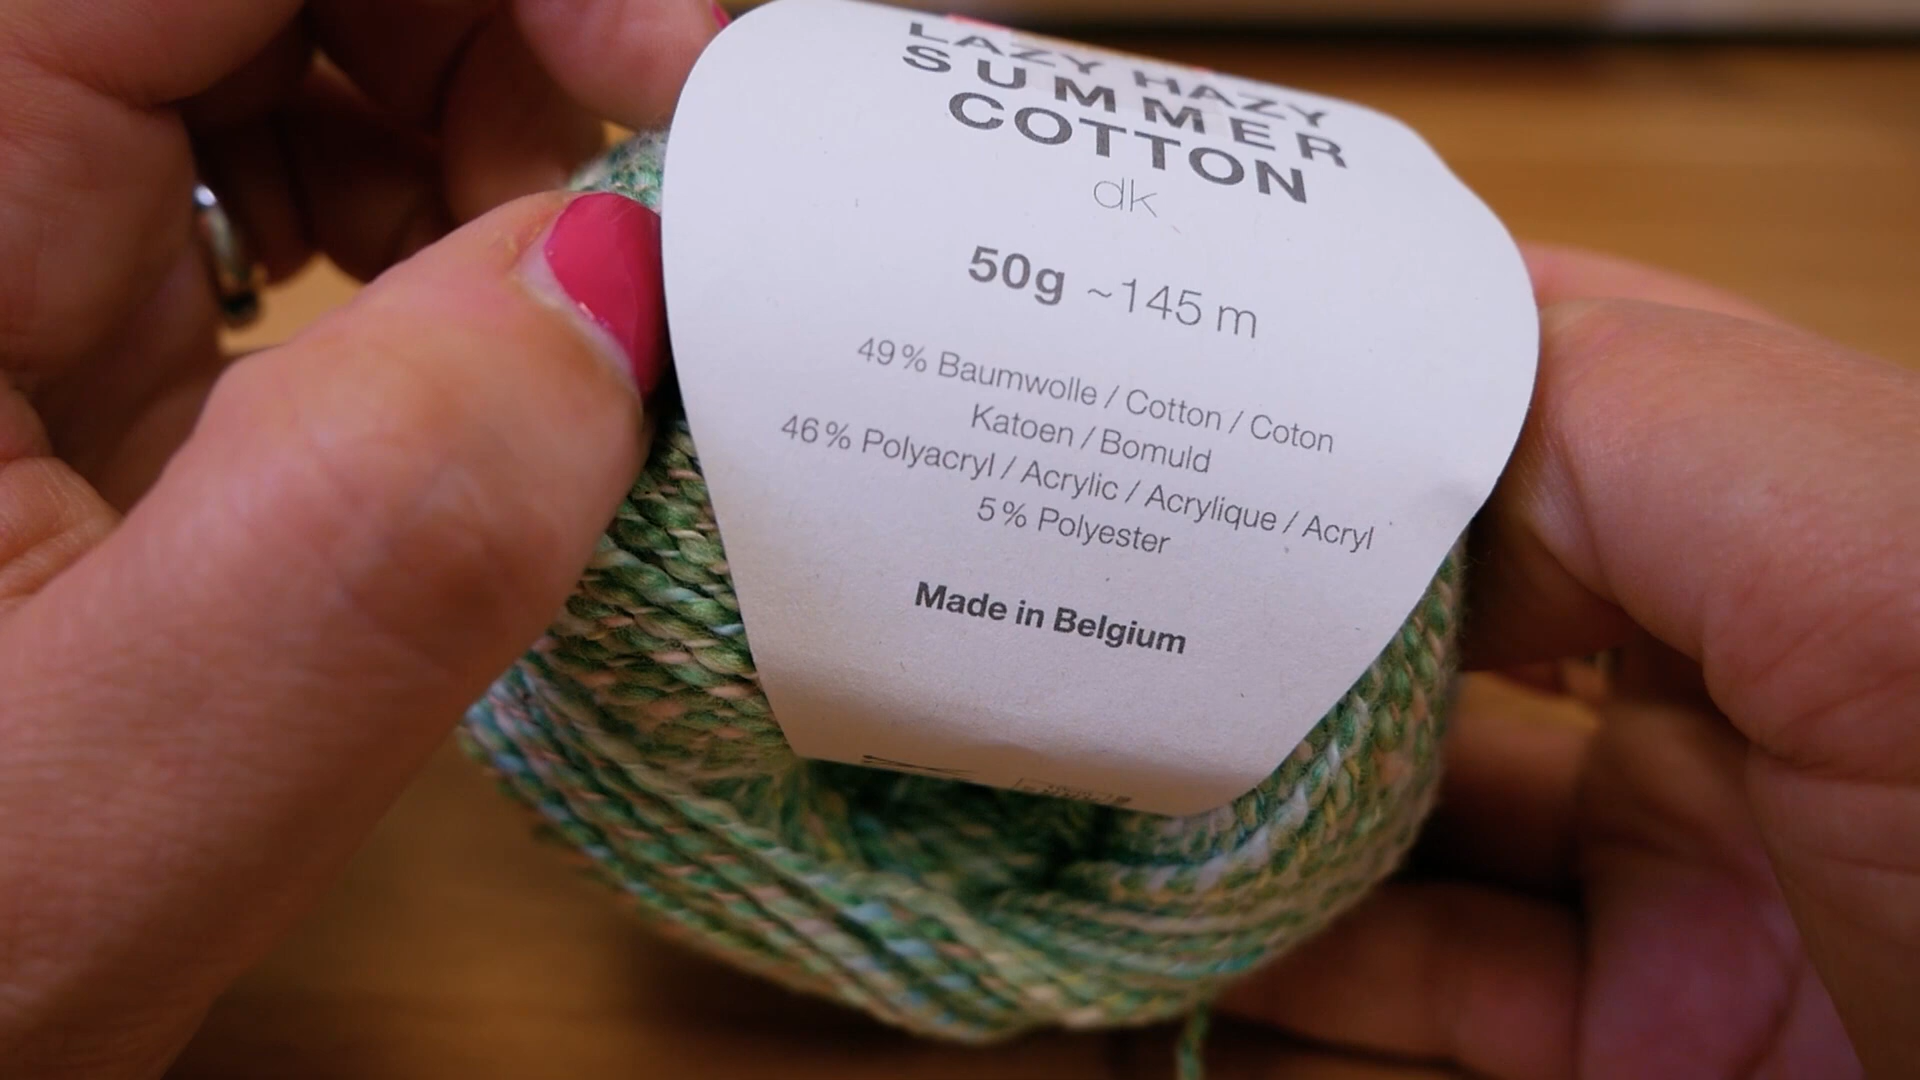 LAZY HAZY
SUMMER
COTTON
dk
50g ~145 m
49% Baumwolle / Cotton / Coton
Katoen / Bomuld
46% Polyacryl / Acrylic / Acrylique / Acryl
5% Polyester
Made in Belgium